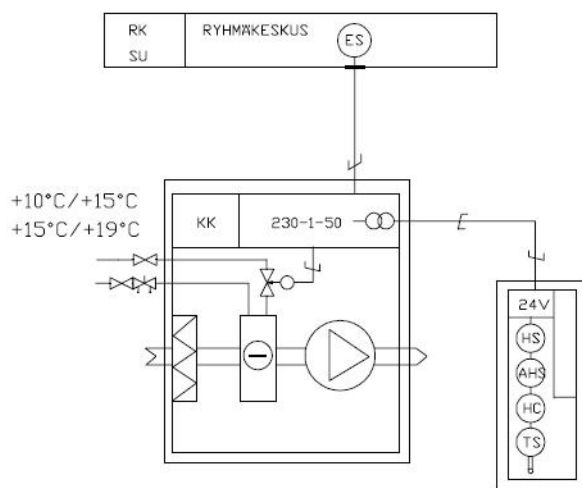 RK
RYHMÄKESKUS
ES
SU
+10°C/+15°C
+15°C/+19°C
KK
230-1-50
E
24V
HS
AHS
HC
TS